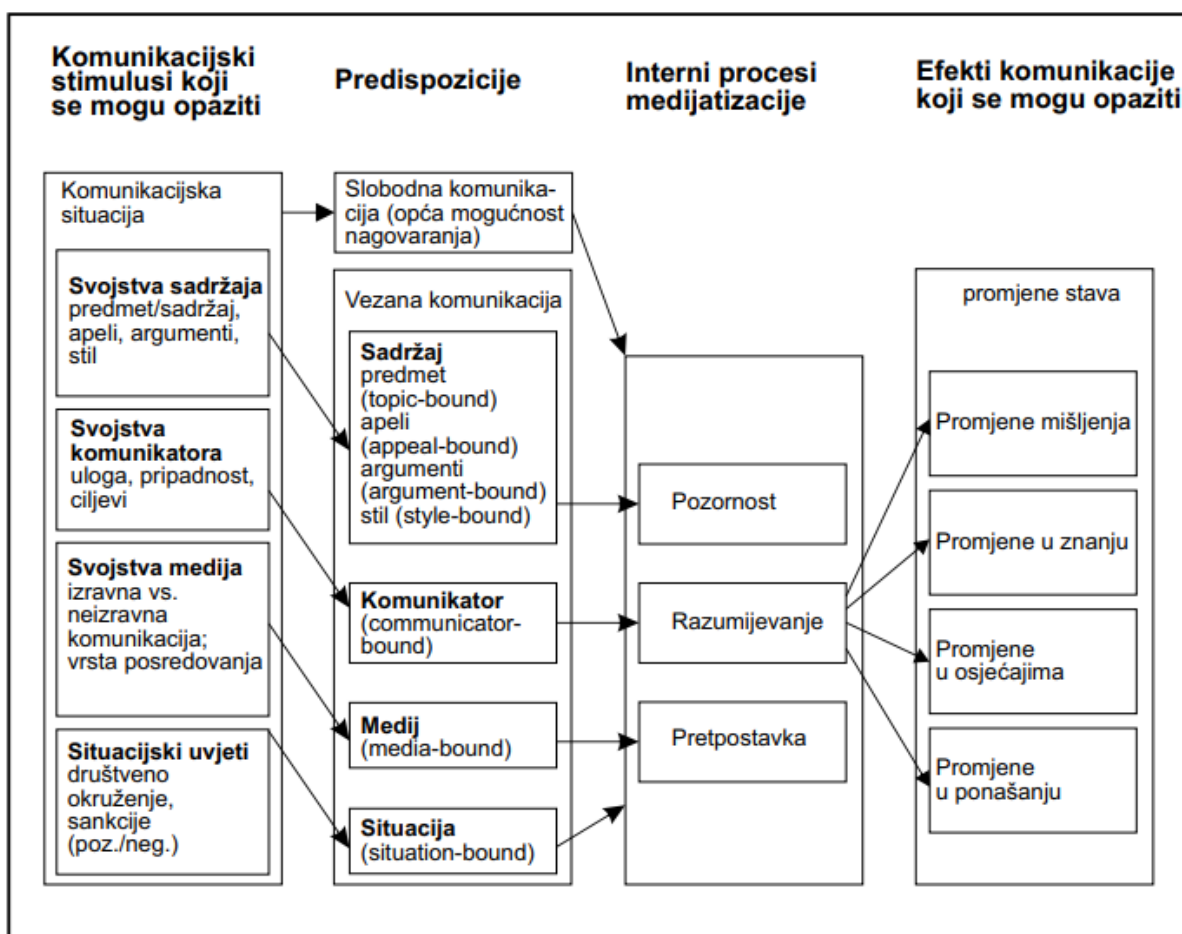 Komunikacijski
stimulusi koji
se mogu opaziti
Predispozicije
Interni procesi
medijatizacije
Efekti komunikacije
koji se mogu opaziti
Komunikacijska
situacija
Svojstva sadržaja
predmet/sadržaj,
apeli, argumenti,
stil
Svojstva
komunikatora
uloga, pripadnost,
ciljevi
Svojstva medija
izravna vs.
neizravna
komunikacija;
vrsta posredovanja
Situacijski uvjeti
društveno
okruženje,
sankcije
(poz./neg.)
Slobodna komunika-
cija (opća mogućnost
nagovaranja)
Vezana komunikacija
Sadržaj
predmet
(topic-bound)
apeli
(appeal-bound)
argumenti
(argument-bound)
stil (style-bound)
Komunikator
(communicator-
bound)
Medij
(media-bound)
Situacija
(situation-bound)
Pozornost
Razumijevanje
Pretpostavka
promjene stava
Promjene mišljenja
Promjene u znanju
Promjene
u osjećajima
Promjene
u ponašanju